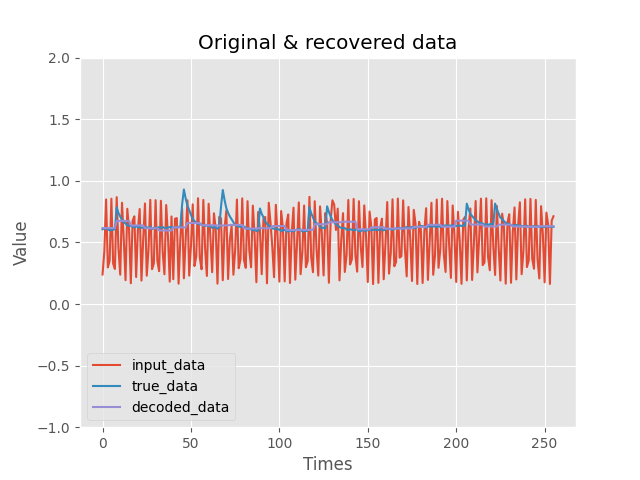 Original & recovered data
2.0
1.5
1.0
0.5
0.0
−0.5
−1.0
Value
input_data
true_data
decoded_data
0 50 100 150 200 250
Times